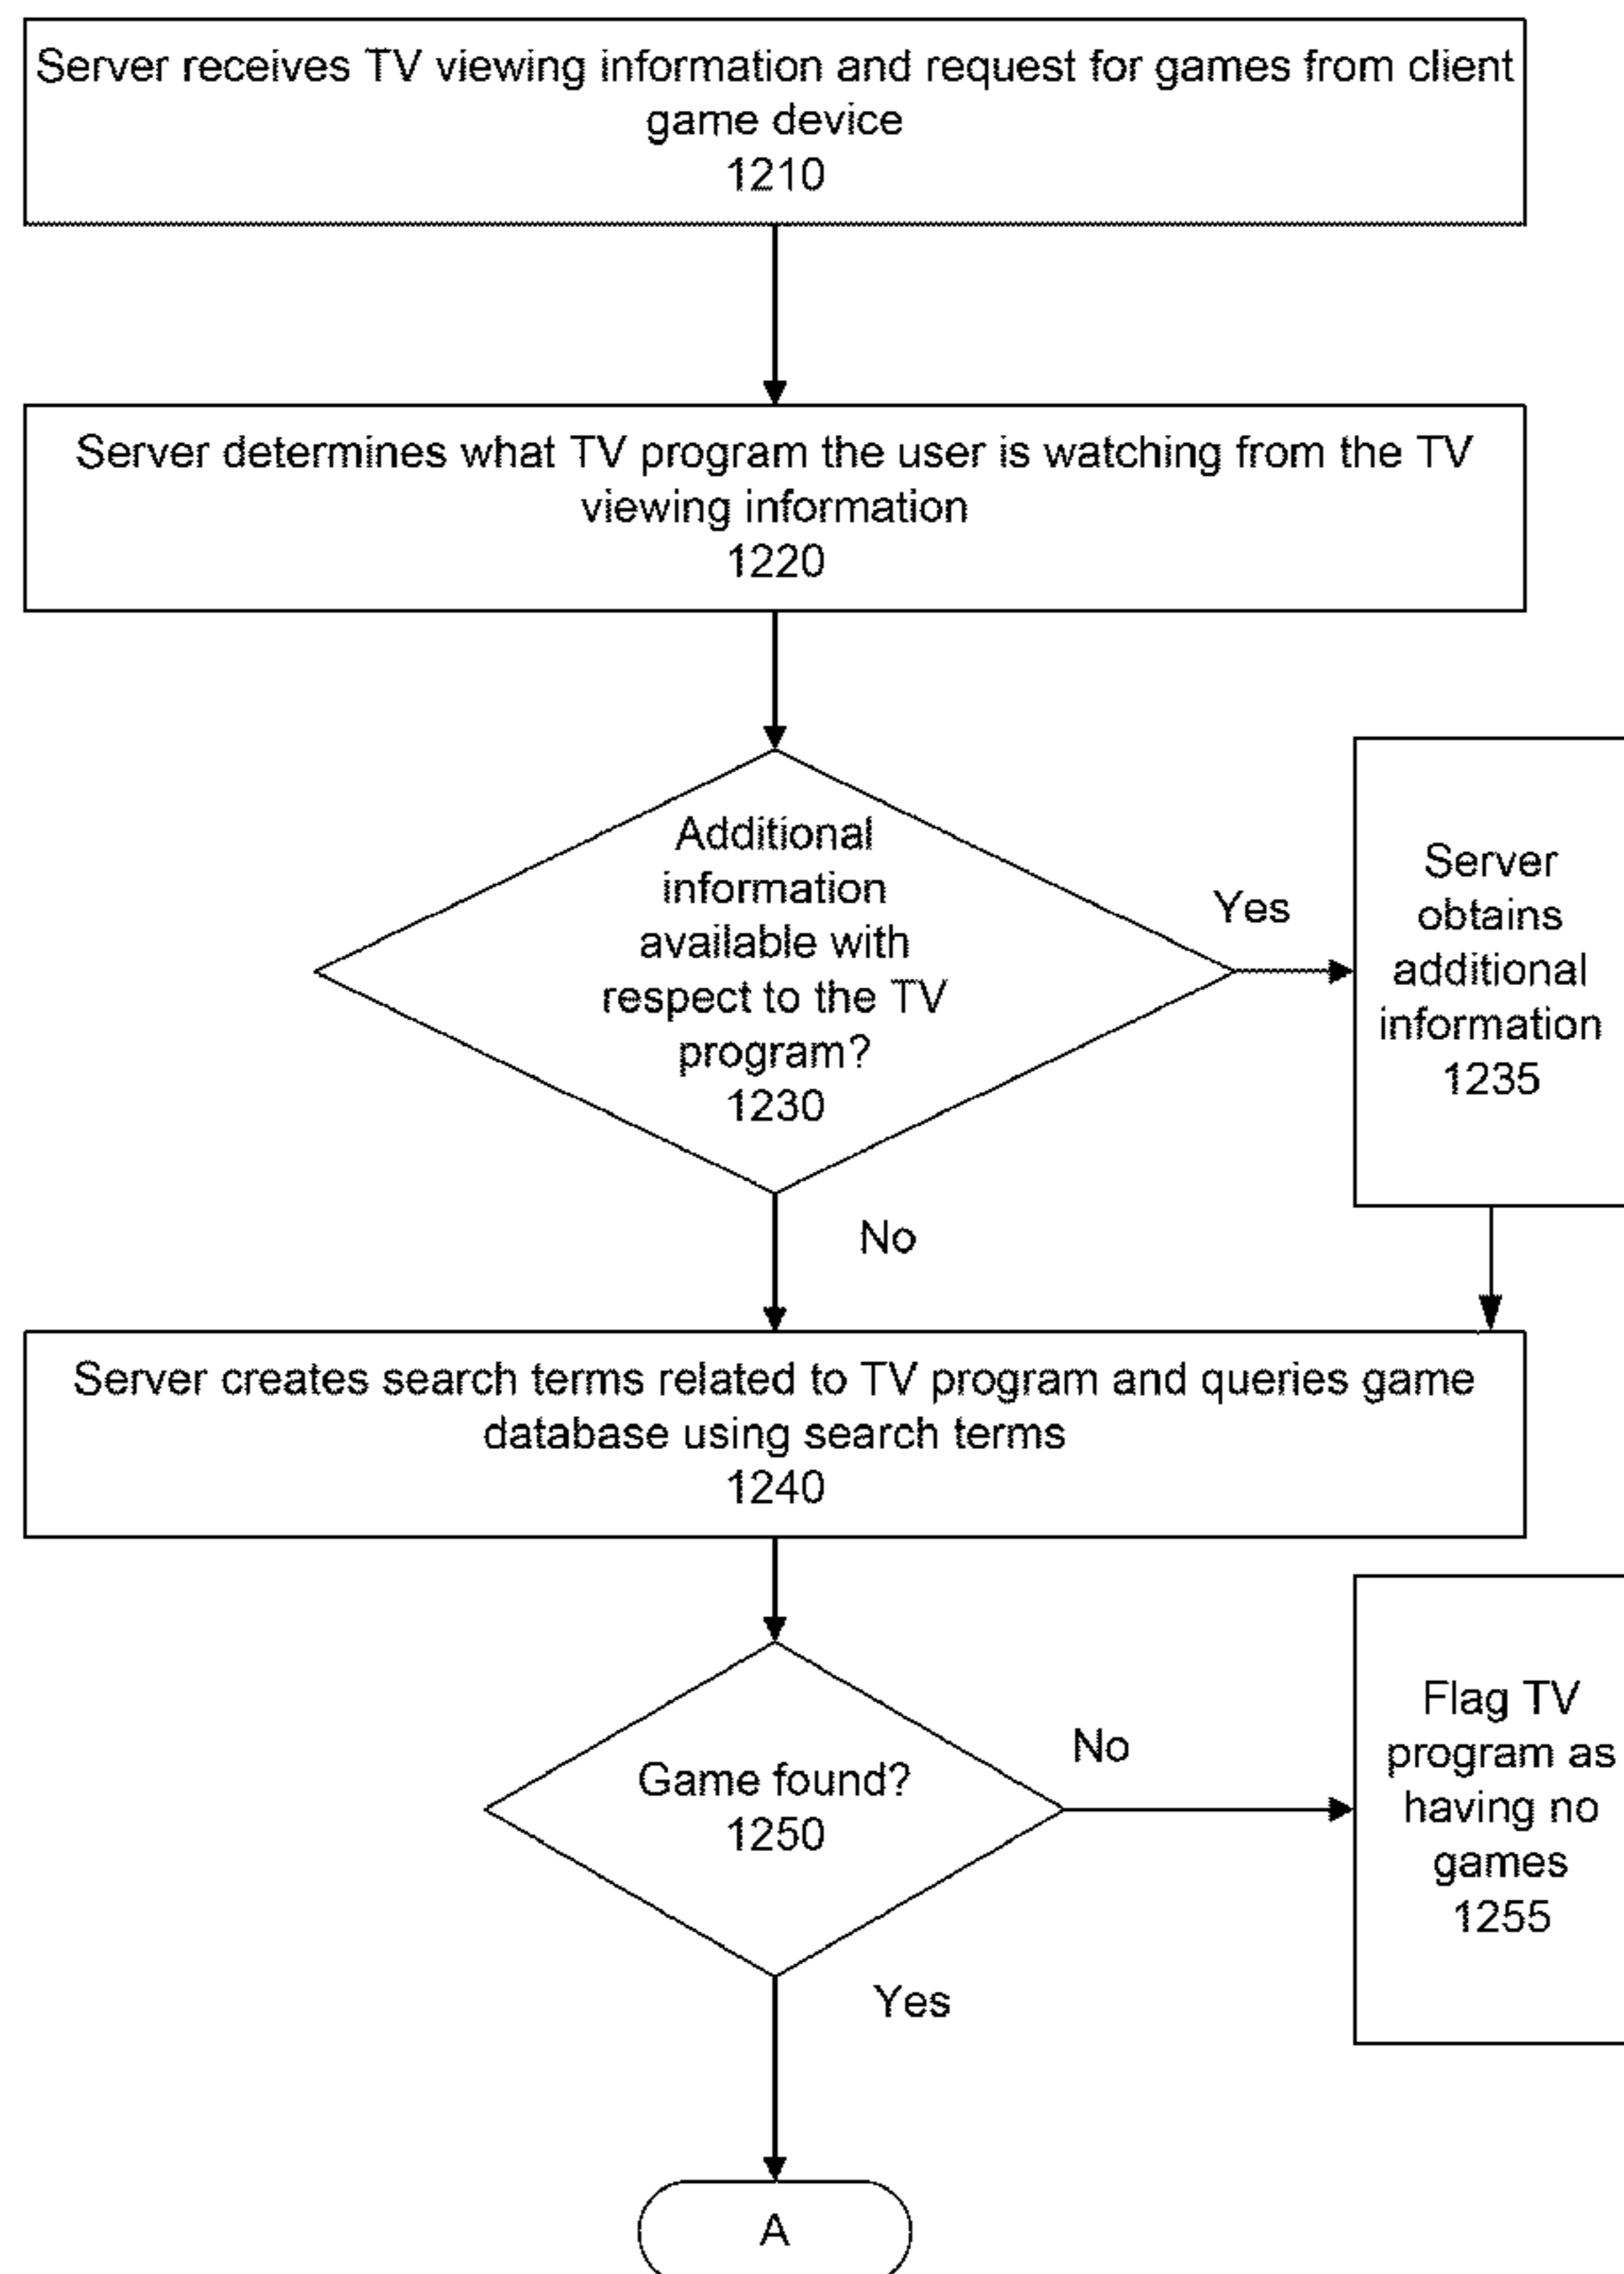 Server receives TV viewing information and request for games from client
game device
1210
Server determines what TV program the user is watching from the TV
viewing information
1220
Additional
information
available with
respect to the TV
program?
1230
Yes
Server
obtains
additional
information
1235
No
Server creates search terms related to TV program and queries game
database using search terms
1240
Game found?
1250
No
Flag TV
program as
having no
games
1255
Yes
A